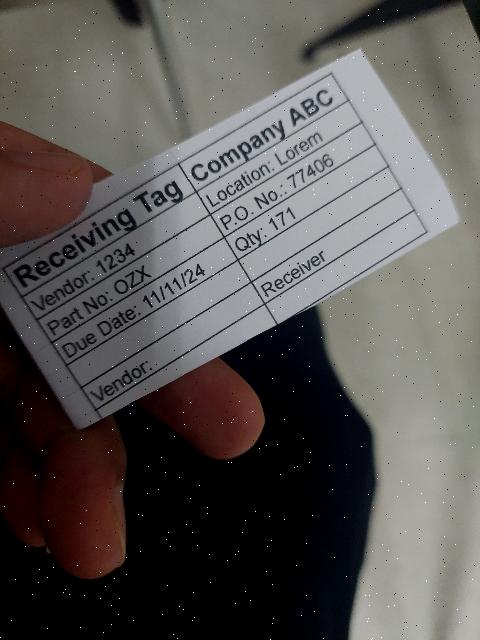 Receiving Tag Company ABC
Vendor: 1234 Location: Lorem
Part No: OZX P.O. No.: 77406
Due Date: 11/11/24 Qty: 171
Vendor: Receiver